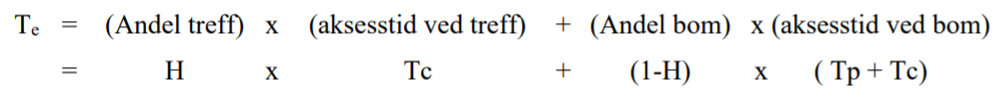 Te = (Andel treff) x (aksesstid ved treff) + (Andel bom) x (aksesstid ved bom)
= H x Tc + (1-H) x ( Tp + Tc)